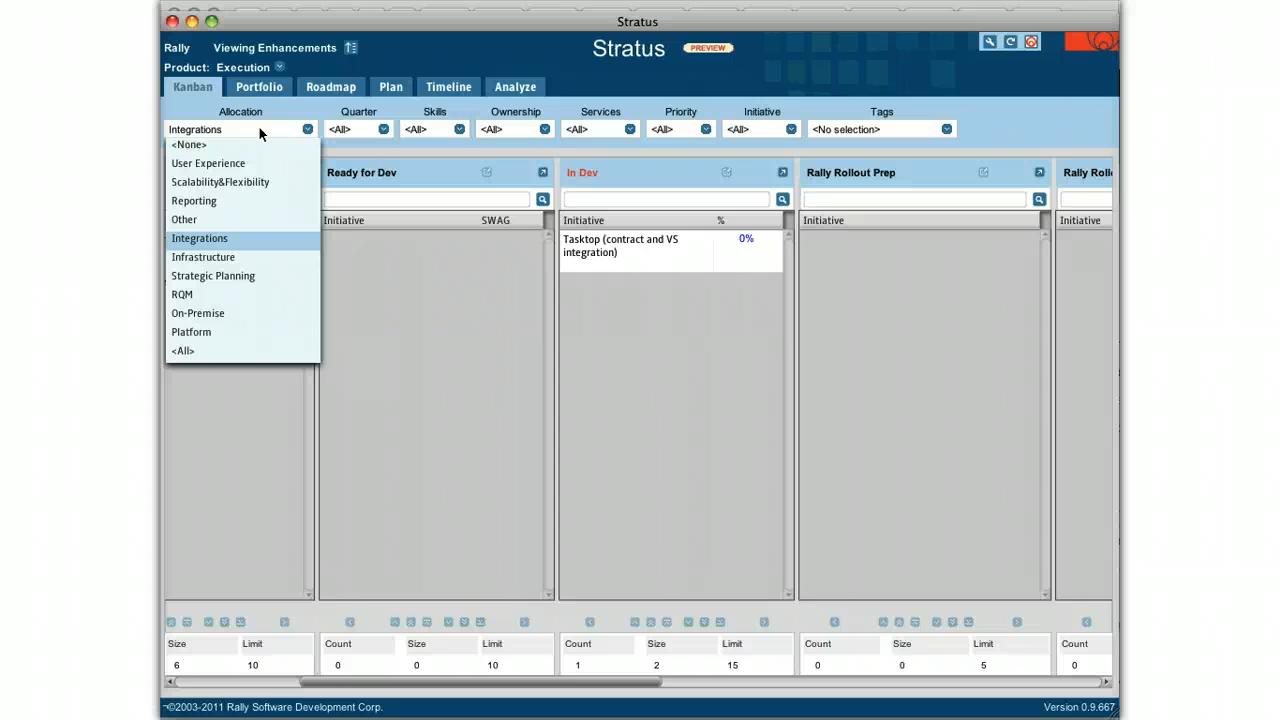 Stratus
Rally Viewing Enhancements
Stratus PREVIEW
Product: Execution
Kanban Portfolio Roadmap Plan Timeline Analyze
Allocation Quarter Skills Ownership Services Priority Initiative Tags
Integrations <All> <All> <All> <All> <All> <All> <No selection>
<None>
User Experience
Scalability&Flexibility
Reporting
Other
Integrations
Infrastructure
Strategic Planning
RQM
On-Premise
Platform
<All>
Ready for Dev In Dev Rally Rollout Prep
Initiative SWAG Initiative % Initiative
Tasktop (contract and VS 0%
integration)
Size Limit Count Size Limit Count Size Limit Count Size Limit Count
6 10 0 0 10 1 2 15 0 0 5 0
©2003-2011 Rally Software Development Corp. Version 0.9.667